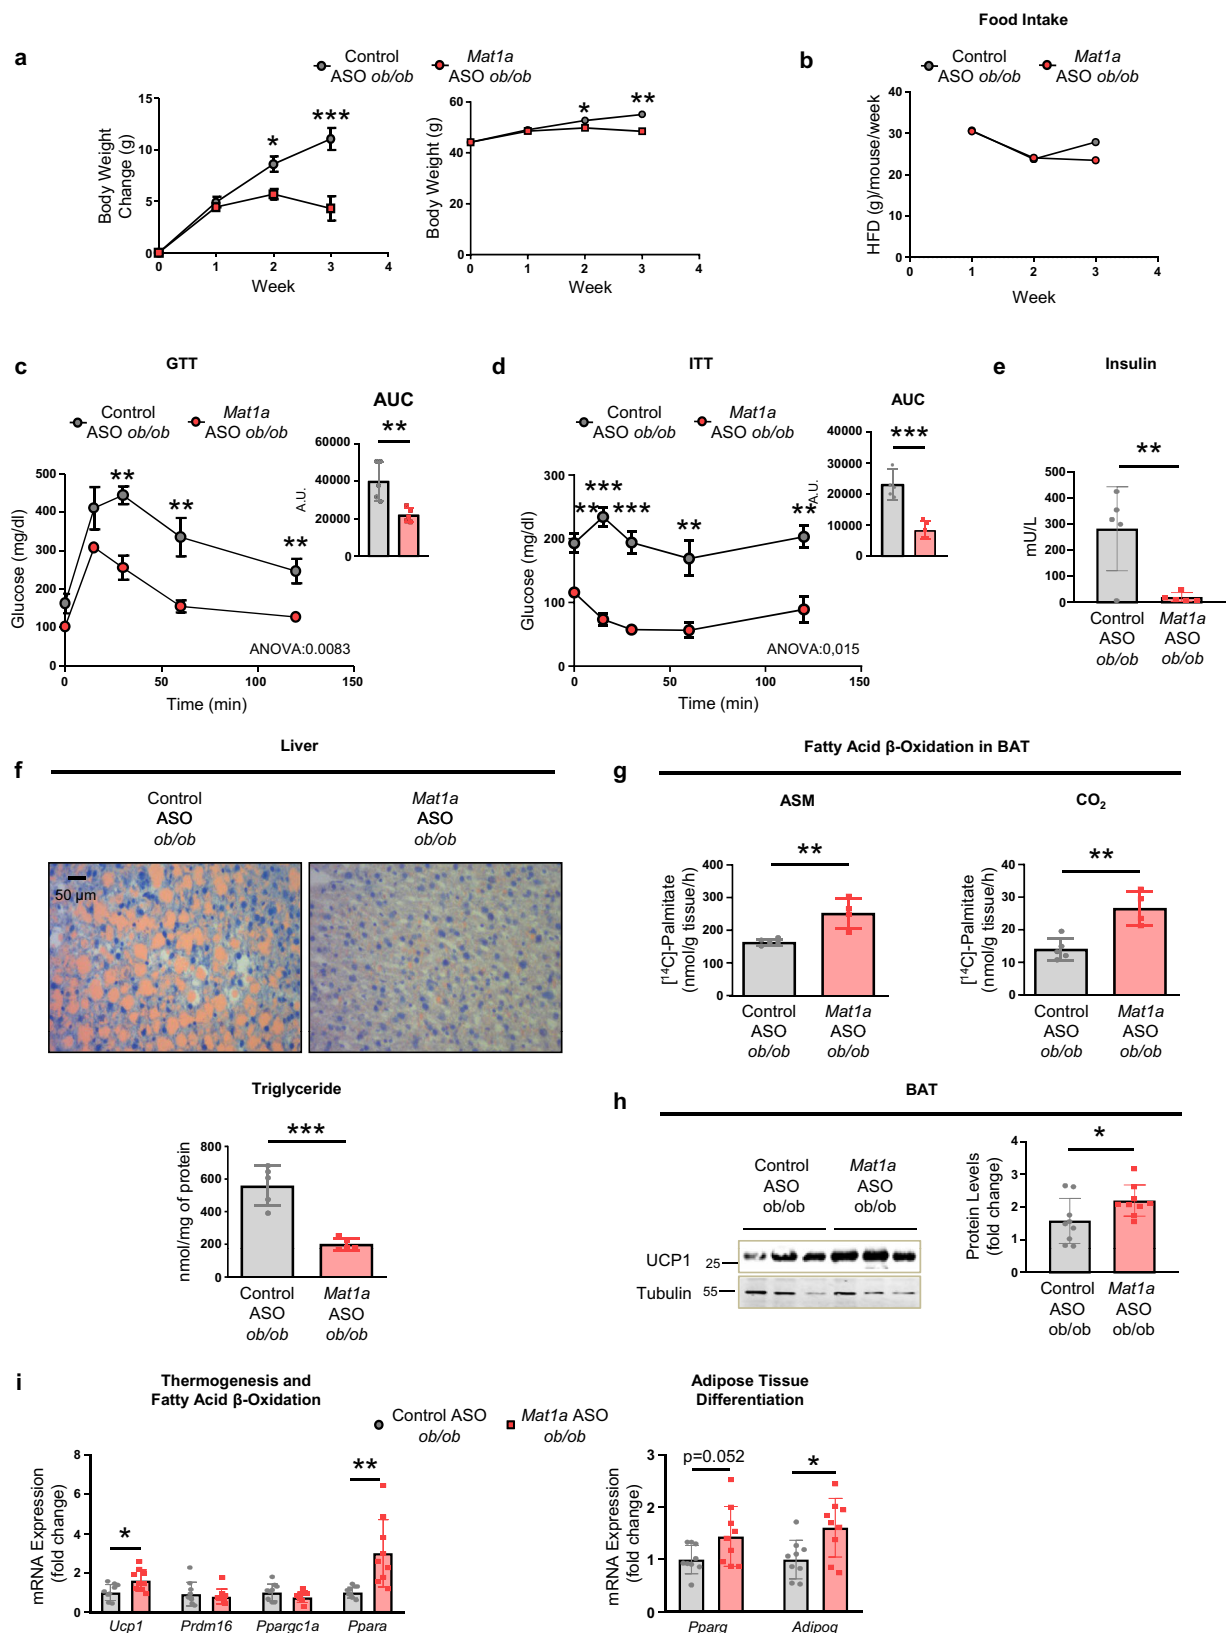 a
Control
ASO ob/ob
Mat1a
ASO ob/ob
Body Weight
Change (g)
15
10
5
0
***
*
0 1 2 3 4
Week
Body Weight (g)
60
40
20
0
*
**
0 1 2 3 4
Week
Food Intake
b
Control
ASO ob/ob
Mat1a
ASO ob/ob
HFD (g)/mouse/week
40
30
20
10
0
0 1 2 3 4
Week
c
GTT
Control
ASO ob/ob
Mat1a
ASO ob/ob
Glucose (mg/dl)
500
400
300
200
100
0
**
**
**
ANOVA:0.0083
0 50 100 150
Time (min)
AUC
**
A.U.
60000
40000
20000
0
d
ITT
Control
ASO ob/ob
Mat1a
ASO ob/ob
Glucose (mg/dl)
300
200
100
0
***
** ***
**
**
ANOVA:0,015
0 50 100 150
Time (min)
AUC
***
A.U.
40000
30000
20000
10000
0
e
Insulin
**
mU/L
500
400
300
200
100
0
Control
ASO
ob/ob
Mat1a
ASO
ob/ob
f
Liver
Control
ASO
ob/ob
Mat1a
ASO
ob/ob
50 µm
Triglyceride
***
nmol/mg of protein
800
600
400
200
0
Control
ASO
ob/ob
Mat1a
ASO
ob/ob
g
Fatty Acid β-Oxidation in BAT
ASM
**
[14C]-Palmitate
(nmol/g tissue/h)
400
300
200
100
0
Control
ASO
ob/ob
Mat1a
ASO
ob/ob
CO2
**
[14C]-Palmitate
(nmol/g tissue/h)
40
30
20
10
0
Control
ASO
ob/ob
Mat1a
ASO
ob/ob
h
BAT
Control
ASO
ob/ob
Mat1a
ASO
ob/ob
UCP1
25
Tubulin
55
*
Protein Levels
(fold change)
4
3
2
1
0
Control
ASO
ob/ob
Mat1a
ASO
ob/ob
i
Thermogenesis and
Fatty Acid β-Oxidation
Adipose Tissue
Differentiation
Control ASO
ob/ob
Mat1a ASO
ob/ob
mRNA Expression
(fold change)
8
6
4
2
0
*
**
Ucp1 Prdm16 Ppargc1a Ppara
mRNA Expression
(fold change)
3
2
1
0
p=0.052
*
Pparg Adipoq